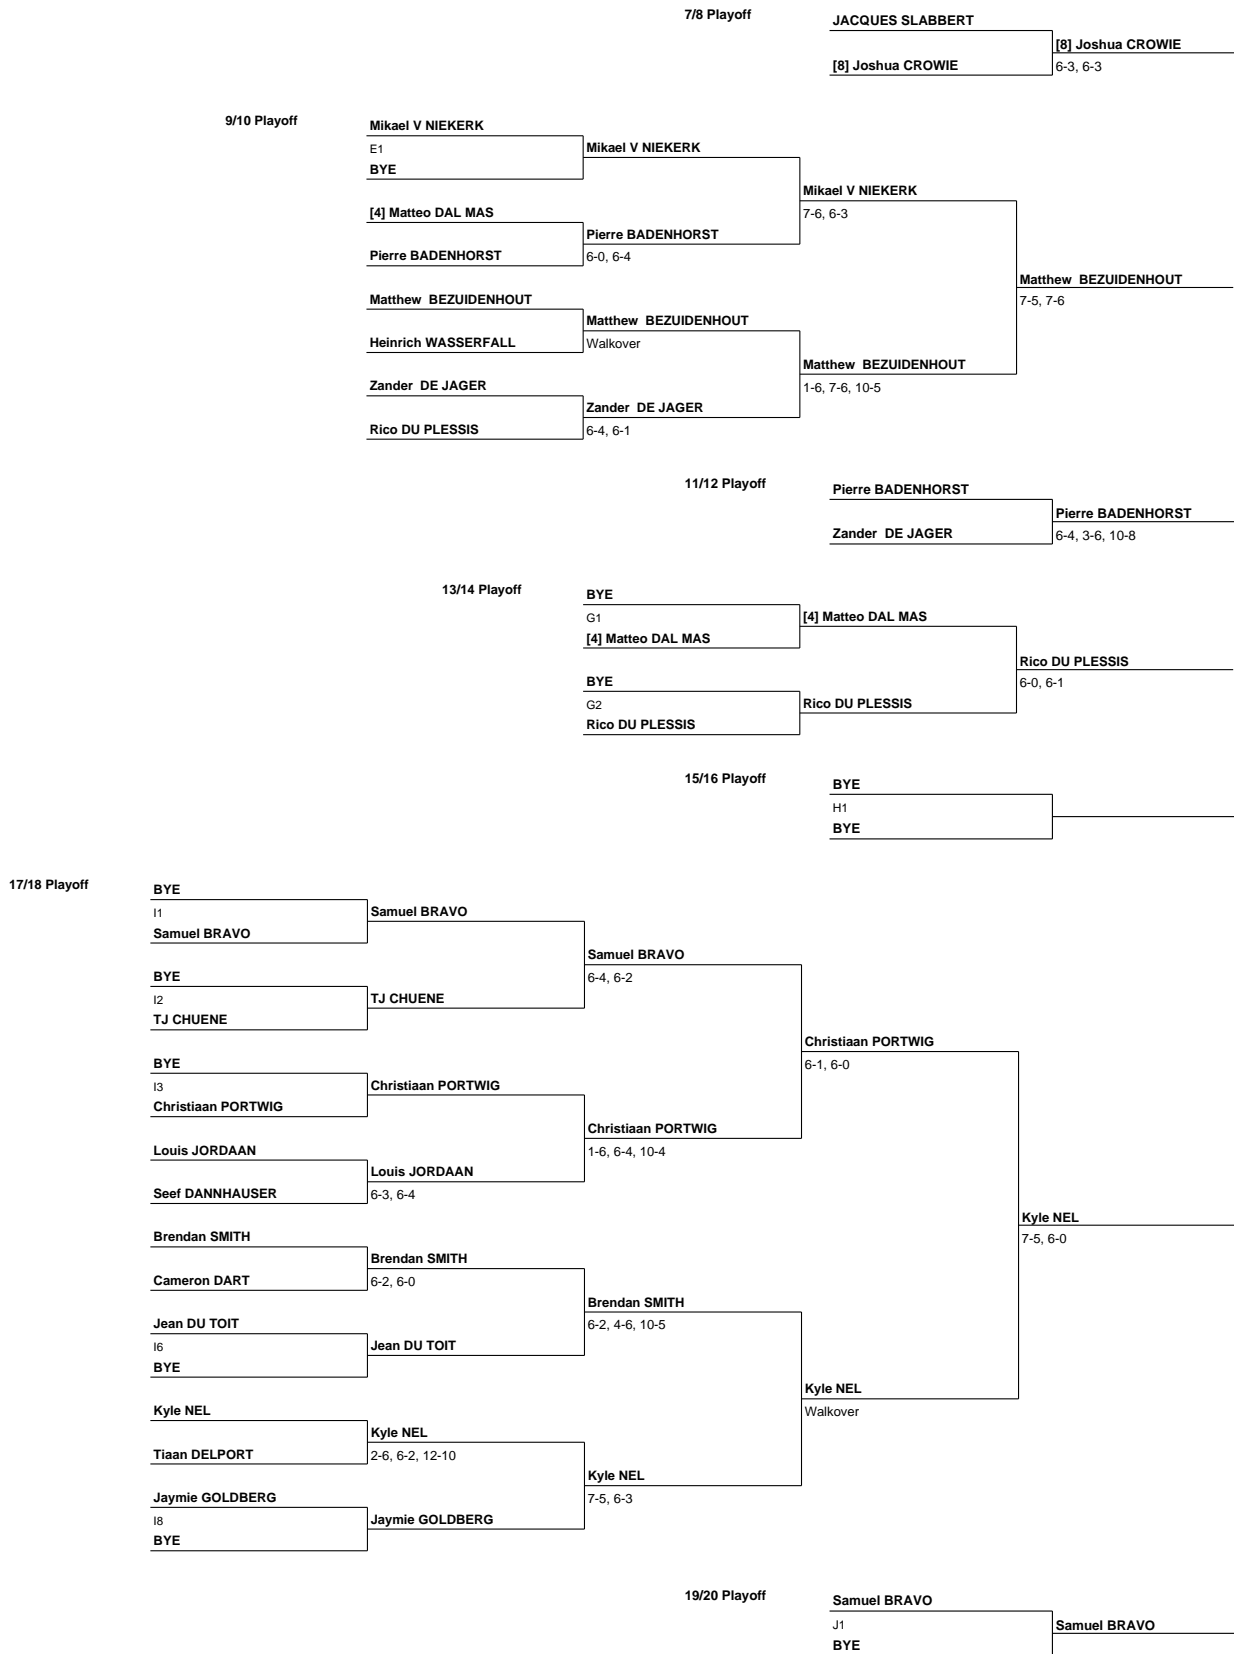 7/8 Playoff
JACQUES SLABBERT
[8] Joshua CROWIE
[8] Joshua CROWIE
6-3, 6-3
9/10 Playoff
Mikael V NIEKERK
E1
BYE
Mikael V NIEKERK
[4] Matteo DAL MAS
Pierre BADENHORST
Pierre BADENHORST
6-0, 6-4
Mikael V NIEKERK
7-6, 6-3
Matthew  BEZUIDENHOUT
Heinrich WASSERFALL
Matthew  BEZUIDENHOUT
Walkover
Zander  DE JAGER
Rico DU PLESSIS
Zander  DE JAGER
6-4, 6-1
Matthew  BEZUIDENHOUT
1-6, 7-6, 10-5
Matthew  BEZUIDENHOUT
7-5, 7-6
11/12 Playoff
Pierre BADENHORST
Zander  DE JAGER
Pierre BADENHORST
6-4, 3-6, 10-8
13/14 Playoff
BYE
G1
[4] Matteo DAL MAS
[4] Matteo DAL MAS
BYE
G2
Rico DU PLESSIS
Rico DU PLESSIS
Rico DU PLESSIS
6-0, 6-1
15/16 Playoff
BYE
H1
BYE
17/18 Playoff
BYE
I1
Samuel BRAVO
Samuel BRAVO
BYE
I2
TJ CHUENE
TJ CHUENE
Samuel BRAVO
6-4, 6-2
BYE
I3
Christiaan PORTWIG
Christiaan PORTWIG
Louis JORDAAN
Seef DANNHAUSER
Louis JORDAAN
6-3, 6-4
Christiaan PORTWIG
1-6, 6-4, 10-4
Christiaan PORTWIG
6-1, 6-0
Brendan SMITH
Cameron DART
Brendan SMITH
6-2, 6-0
Jean DU TOIT
I6
BYE
Jean DU TOIT
Brendan SMITH
6-2, 4-6, 10-5
Kyle NEL
Tiaan DELPORT
Kyle NEL
2-6, 6-2, 12-10
Jaymie GOLDBERG
I8
BYE
Jaymie GOLDBERG
Kyle NEL
7-5, 6-3
Kyle NEL
Walkover
Kyle NEL
7-5, 6-0
19/20 Playoff
Samuel BRAVO
J1
BYE
Samuel BRAVO